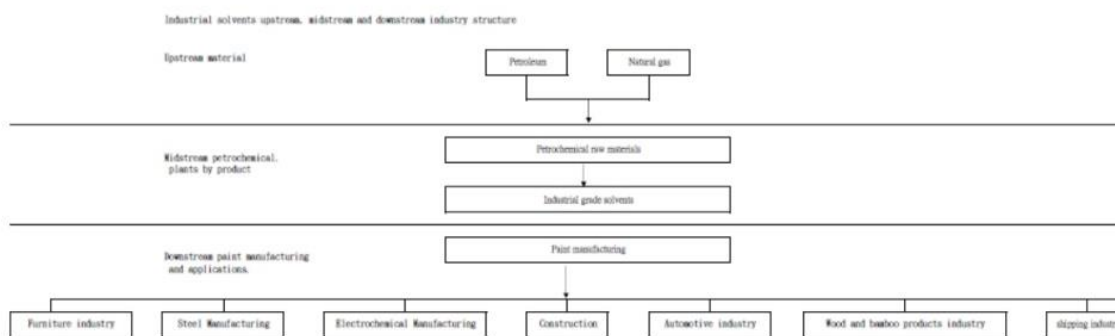 Industrial solvents upstream, midstream and downstream industry structure
Upstream material
Petroleum
Natural gas
Midstream petrochemical,
plants by product
Petrochemical raw materials
Industrial grade solvents
Downstream paint manufacturing
and applications.
Paint manufacturing
Furniture industry
Steel Manufacturing
Electrochemical Manufacturing
Construction
Automotive industry
Wood and bamboo products industry
shipping